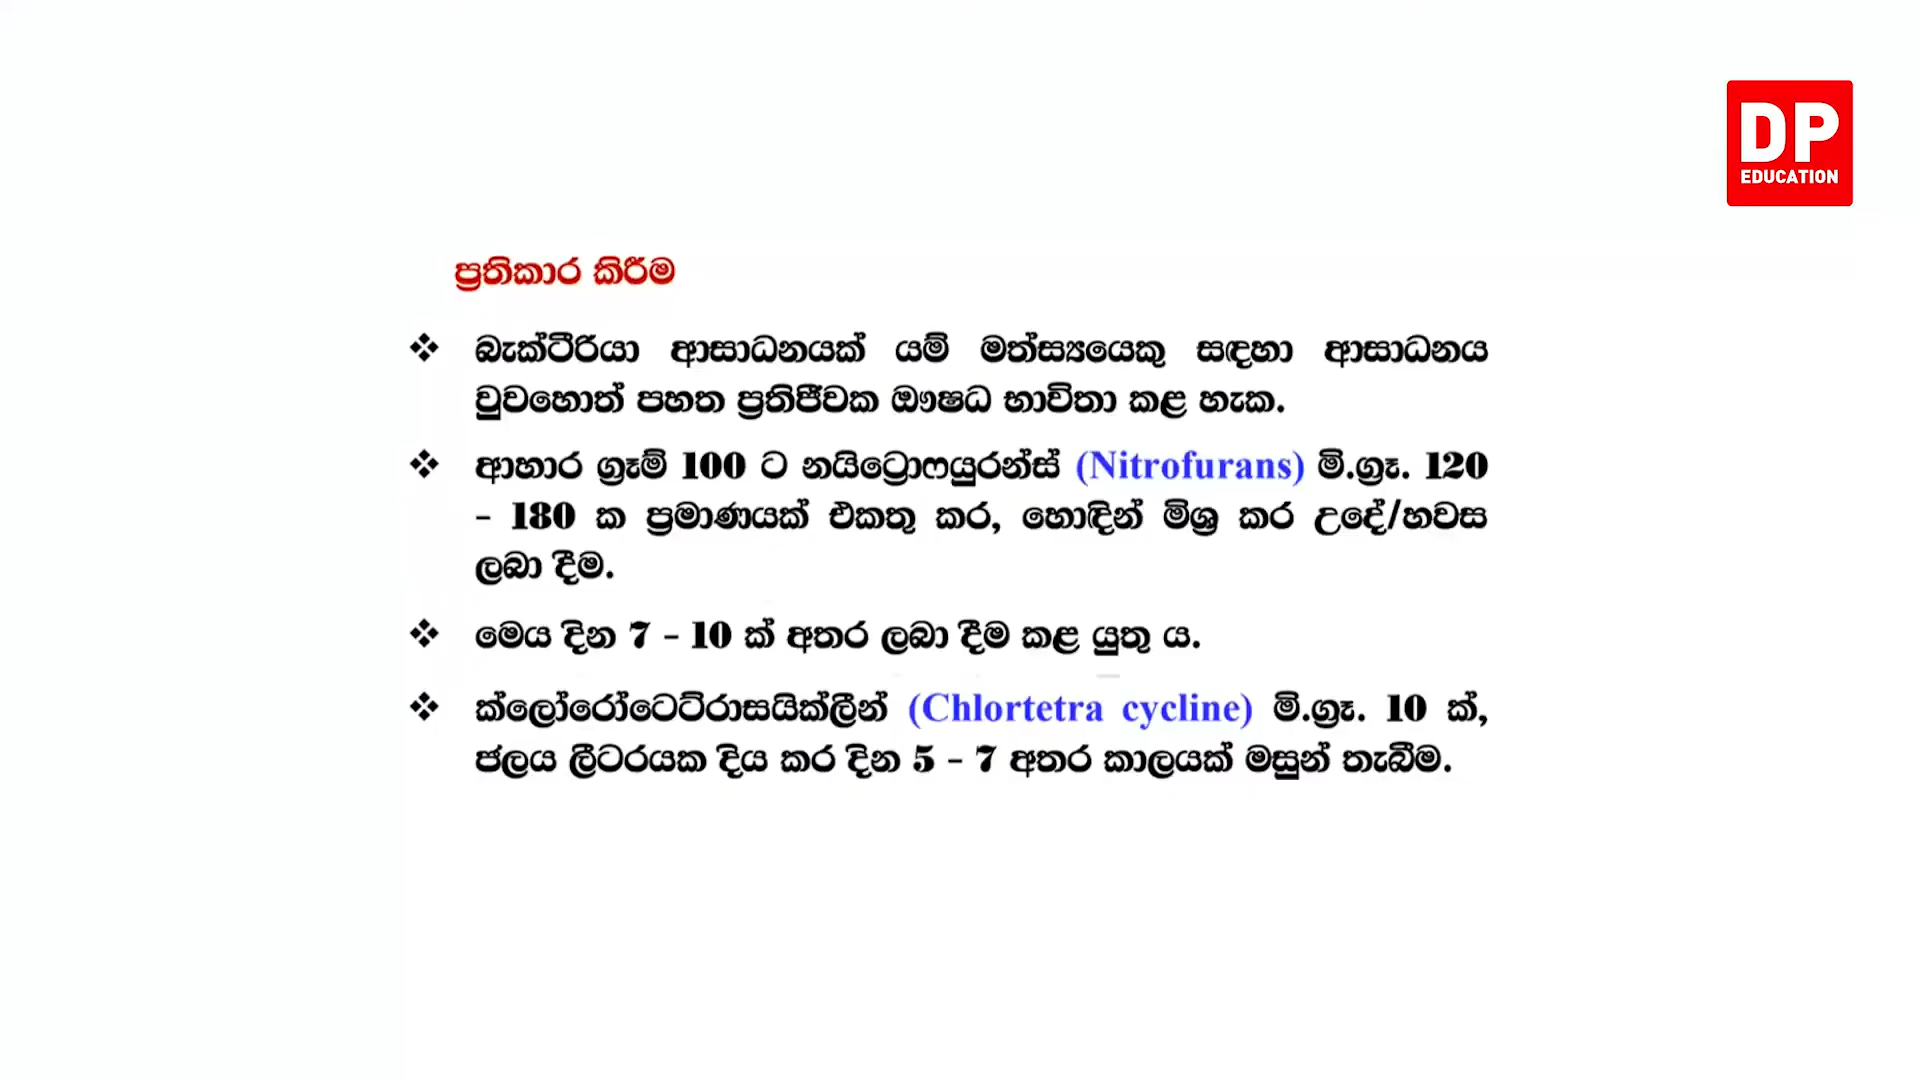 DP
EDUCATION
ප්‍රතිකාර කිරීම
❖ බැක්ටීරියා ආසාධනයක් යම් මත්ස්‍යයෙකු සඳහා ආසාධනය
වුවහොත් පහත ප්‍රතිජීවක ඖෂධ භාවිතා කළ හැක.
❖ ආහාර ග්‍රෑම් 100 ට නයිට්‍රොෆයුරන්ස් (Nitrofurans) මි.ග්‍රෑ. 120
- 180 ක ප්‍රමාණයක් එකතු කර, හොඳින් මිශ්‍ර කර උදේ/හවස
ලබා දීම.
❖ මෙය දින 7 - 10 ක් අතර ලබා දීම කළ යුතු ය.
❖ ක්ලෝරෝටෙට්රාසයික්ලීන් (Chlortetra cycline) මි.ග්‍රෑ. 10 ක්,
ජලය ලීටරයක දිය කර දින 5 - 7 අතර කාලයක් මසුන් තැබීම.